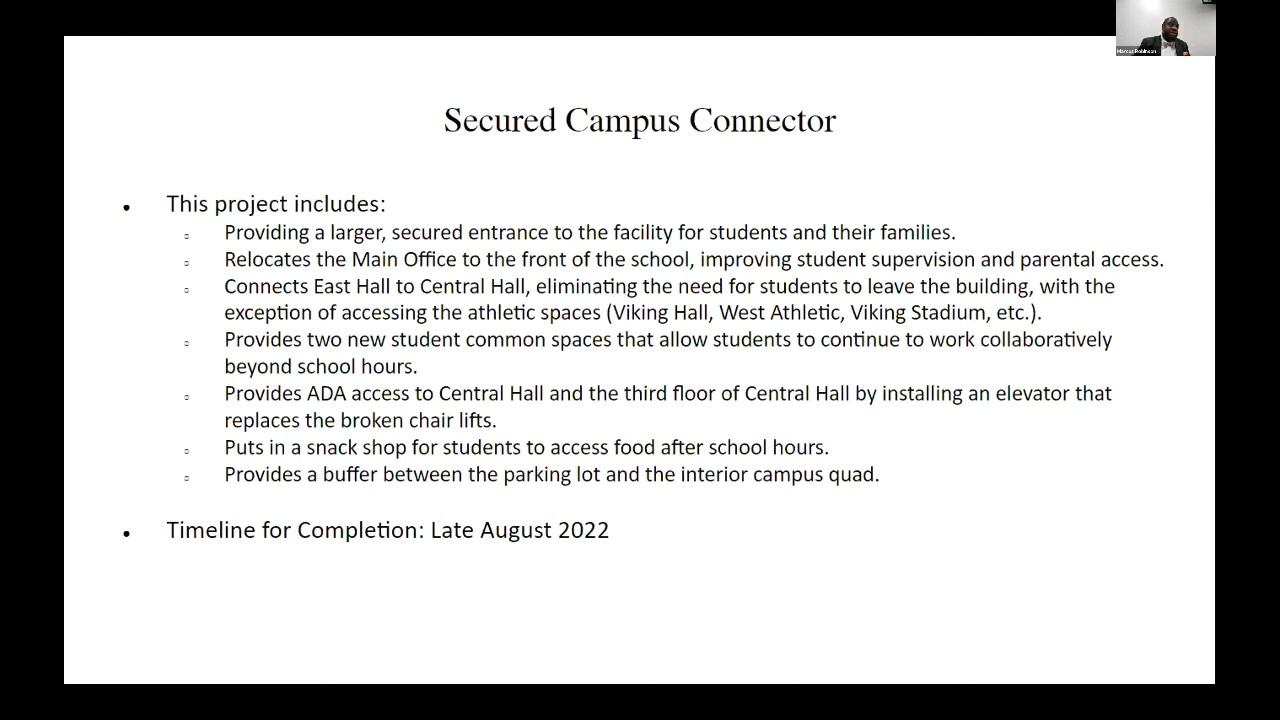 Marcus Robinson
Secured Campus Connector
• This project includes:
○ Providing a larger, secured entrance to the facility for students and their families.
○ Relocates the Main Office to the front of the school, improving student supervision and parental access.
○ Connects East Hall to Central Hall, eliminating the need for students to leave the building, with the
exception of accessing the athletic spaces (Viking Hall, West Athletic, Viking Stadium, etc.).
○ Provides two new student common spaces that allow students to continue to work collaboratively
beyond school hours.
○ Provides ADA access to Central Hall and the third floor of Central Hall by installing an elevator that
replaces the broken chair lifts.
○ Puts in a snack shop for students to access food after school hours.
○ Provides a buffer between the parking lot and the interior campus quad.
• Timeline for Completion: Late August 2022